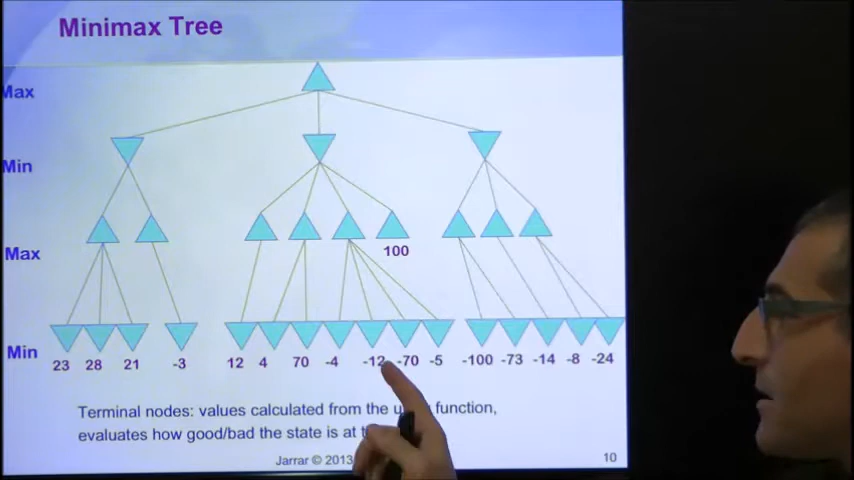 Minimax Tree
Max
Min
Max
100
Min
23 28 21 -3 12 4 70 -4 -12 -70 -5 -100 -73 -14 -8 -24
Terminal nodes: values calculated from the function,
evaluates how good/bad the state is at
Jarrar © 2013
10